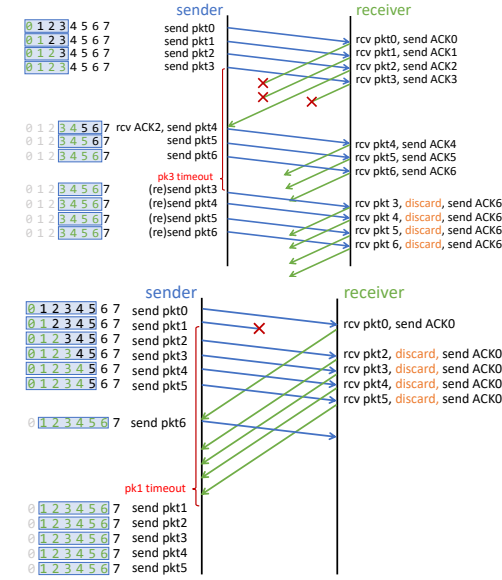 sender receiver
0 1 2 3 4 5 6 7 send pkt0
0 1 2 3 4 5 6 7 send pkt1
0 1 2 3 4 5 6 7 send pkt2
0 1 2 3 4 5 6 7 send pkt3
rcv pkt0, send ACK0
rcv pkt1, send ACK1
rcv pkt2, send ACK2
rcv pkt3, send ACK3
0 1 2 3 4 5 6 7 rcv ACK2, send pkt4
0 1 2 3 4 5 6 7 send pkt5
0 1 2 3 4 5 6 7 send pkt6
rcv pkt4, send ACK4
rcv pkt5, send ACK5
rcv pkt6, send ACK6
pk3 timeout
0 1 2 3 4 5 6 7 (re)send pkt3
0 1 2 3 4 5 6 7 (re)send pkt4
0 1 2 3 4 5 6 7 (re)send pkt5
0 1 2 3 4 5 6 7 (re)send pkt6
rcv pkt 3, discard, send ACK6
rcv pkt 4, discard, send ACK6
rcv pkt 5, discard, send ACK6
rcv pkt 6, discard, send ACK6
sender receiver
0 1 2 3 4 5 6 7 send pkt0
0 1 2 3 4 5 6 7 send pkt1
0 1 2 3 4 5 6 7 send pkt2
0 1 2 3 4 5 6 7 send pkt3
0 1 2 3 4 5 6 7 send pkt4
0 1 2 3 4 5 6 7 send pkt5
rcv pkt0, send ACK0
rcv pkt2, discard, send ACK0
rcv pkt3, discard, send ACK0
rcv pkt4, discard, send ACK0
rcv pkt5, discard, send ACK0
0 1 2 3 4 5 6 7 send pkt6
pk1 timeout
0 1 2 3 4 5 6 7 send pkt1
0 1 2 3 4 5 6 7 send pkt2
0 1 2 3 4 5 6 7 send pkt3
0 1 2 3 4 5 6 7 send pkt4
0 1 2 3 4 5 6 7 send pkt5